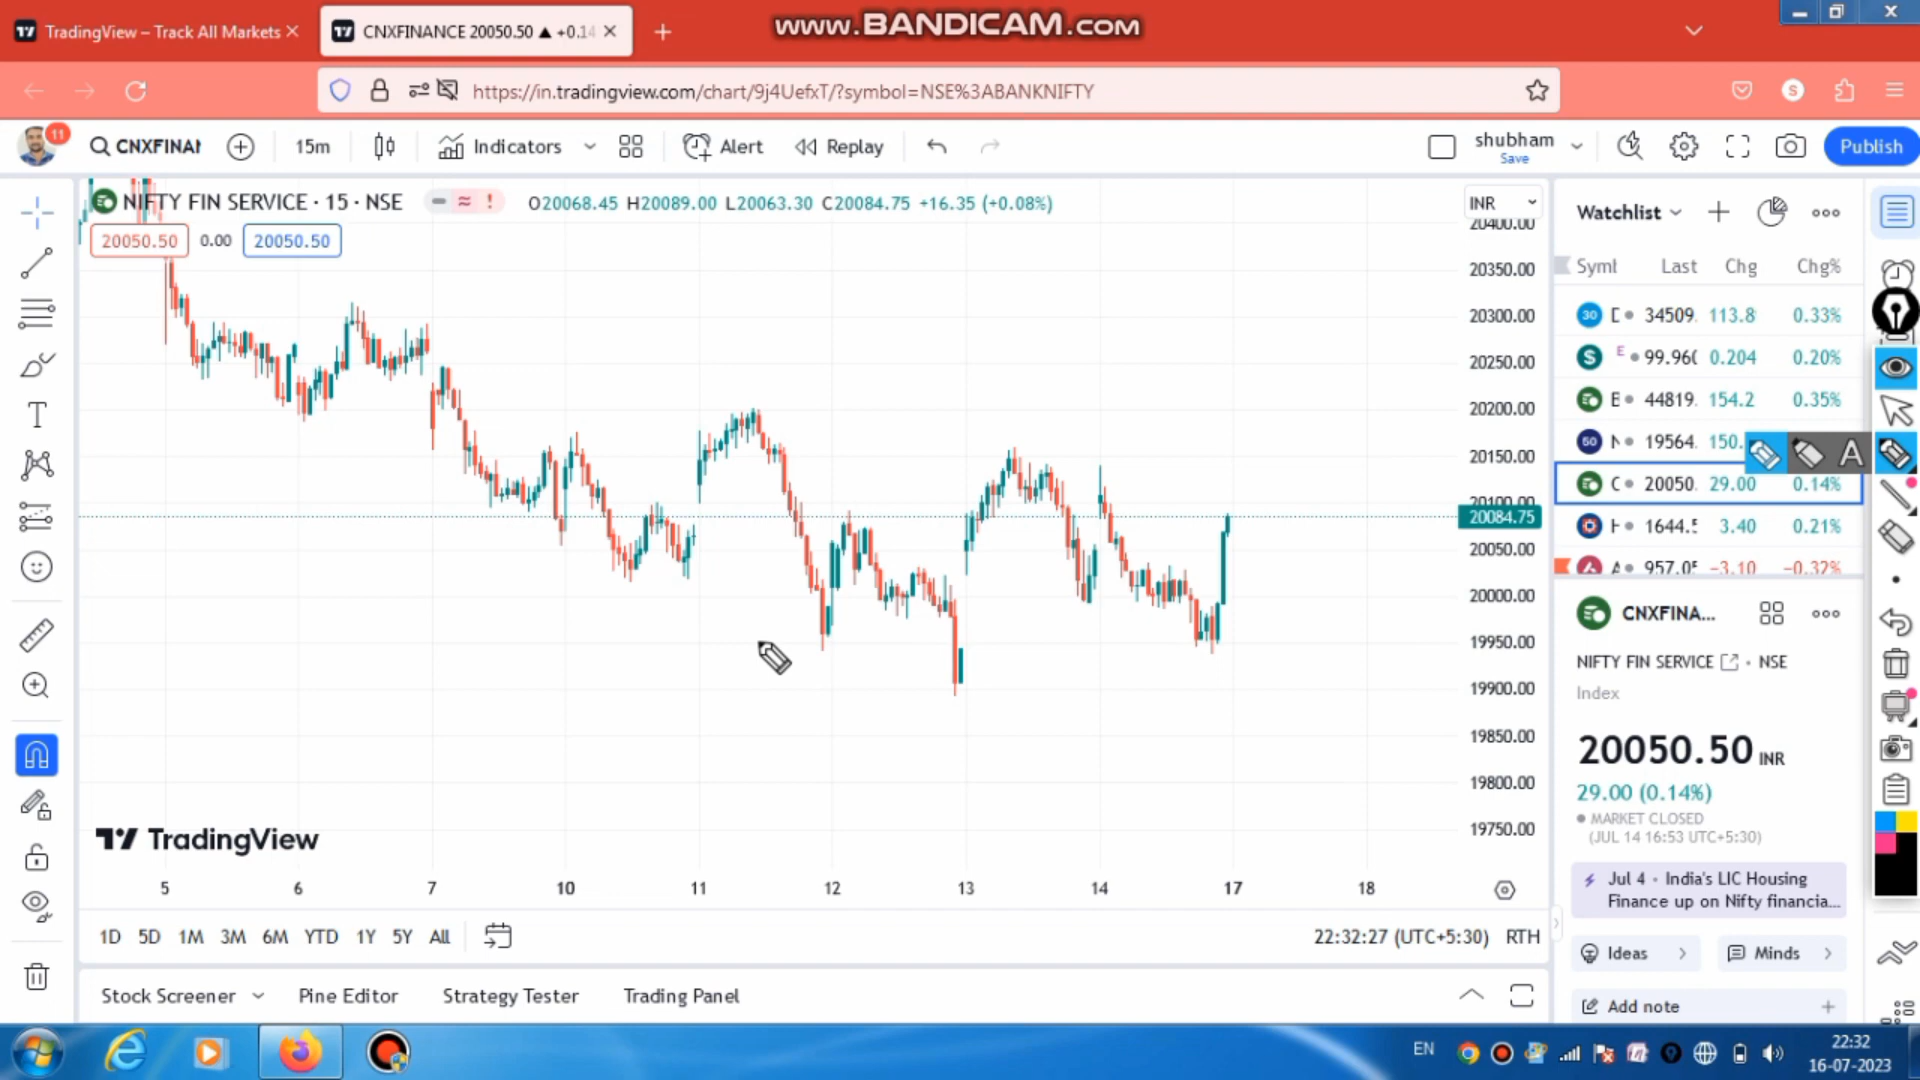 www.BANDICAM.com
TradingView – Track All Markets
CNXFINANCE 20050.50 ▲ +0.14
https://in.tradingview.com/chart/9j4UefxT/?symbol=NSE%3ABANKNIFTY
11
CNXFINAN
15m
Indicators
Alert
Replay
shubham
Save
Publish
NIFTY FIN SERVICE · 15 · NSE
O20068.45 H20089.00 L20063.30 C20084.75 +16.35 (+0.08%)
20050.50 0.00 20050.50
INR
20400.00
20350.00
20300.00
20250.00
20200.00
20150.00
20100.00
20084.75
20050.00
20000.00
19950.00
19900.00
19850.00
19800.00
19750.00
TradingView
5 6 7 10 11 12 13 14 17 18
1D 5D 1M 3M 6M YTD 1Y 5Y All
22:32:27 (UTC+5:30) RTH
Stock Screener Pine Editor Strategy Tester Trading Panel
Watchlist
Last Chg Chg%
30 34509. 113.8 0.33%
S E 99.96 0.204 0.20%
44819. 154.2 0.35%
50 19564. 150. A
20050. 29.00 0.14%
1644.5 3.40 0.21%
957.05 −3.10 −0.32%
CNXFINA...
NIFTY FIN SERVICE · NSE
Index
20050.50 INR
29.00 (0.14%)
MARKET CLOSED
(JUL 14 16:53 UTC+5:30)
Jul 4 · India's LIC Housing
Finance up on Nifty financia...
Ideas Minds
Add note
EN
22:32
16-07-2023